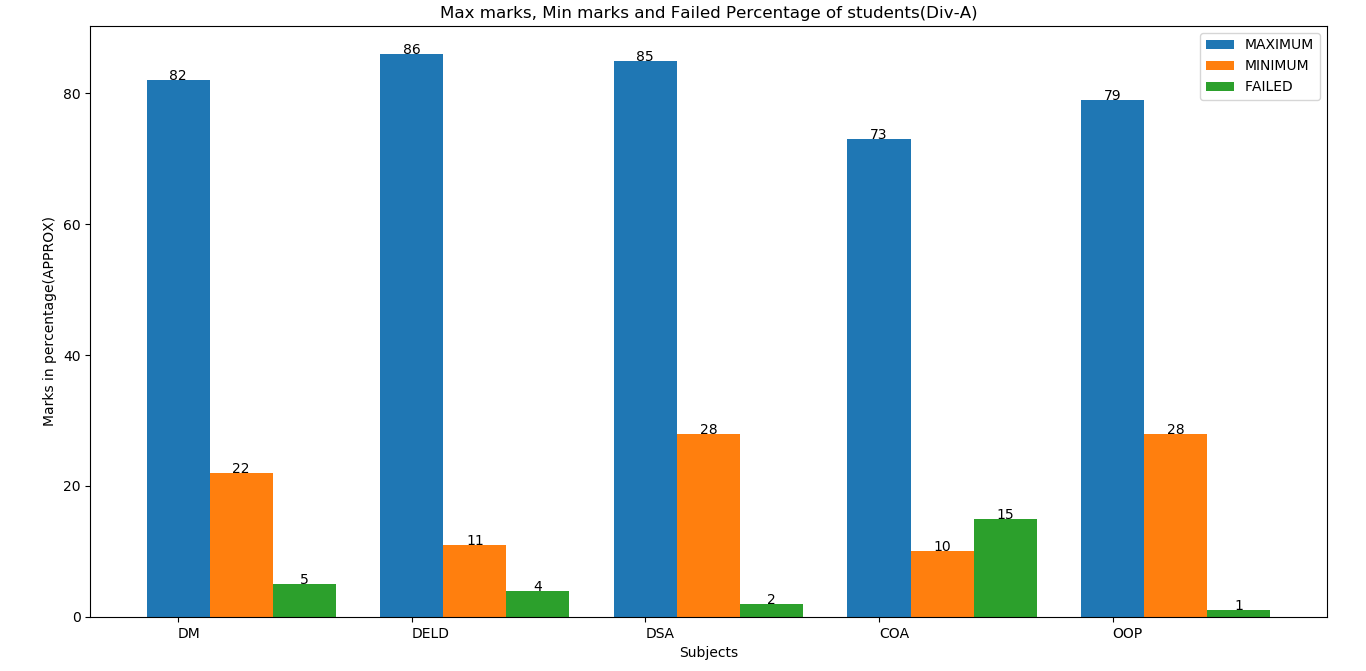 Max marks, Min marks and Failed Percentage of students(Div-A)
MAXIMUM
MINIMUM
FAILED
Marks in percentage(APPROX)
80
60
40
20
0
82
22
5
86
11
4
85
28
2
73
10
15
79
28
1
DM
DELD
DSA
COA
OOP
Subjects